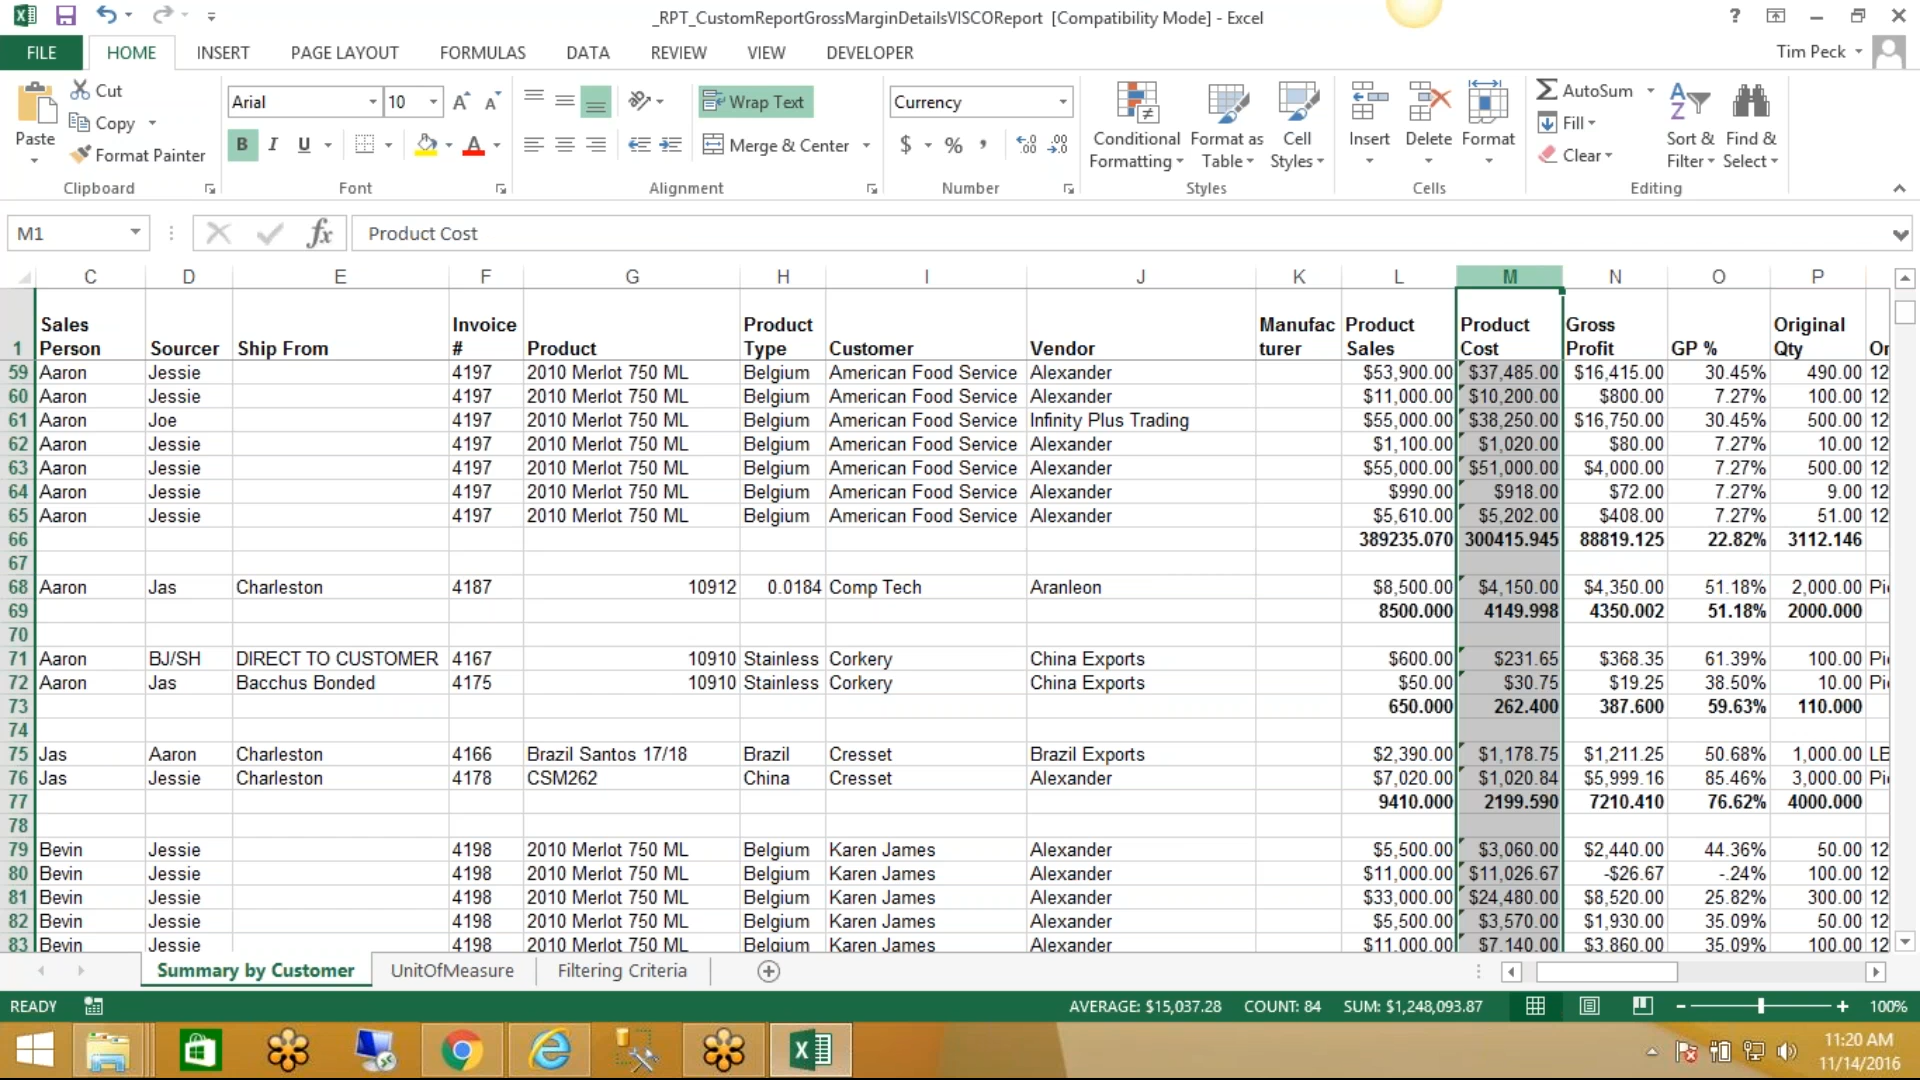 _RPT_CustomReportGrossMarginDetailsVISCOReport [Compatibility Mode] - Excel
FILE HOME INSERT PAGE LAYOUT FORMULAS DATA REVIEW VIEW DEVELOPER Tim Peck
Cut
Copy
Format Painter
Paste
Clipboard
Arial 10
B I U
Font
Wrap Text
Merge & Center
Alignment
Currency
$ %
Number
Conditional Formatting
Format as Table
Cell Styles
Styles
Insert Delete Format
Cells
AutoSum
Fill
Clear
Sort & Filter
Find & Select
Editing
M1 fx Product Cost
C D E F G H I J K L M N O P
1 Sales Person Sourcer Ship From Invoice # Product Product Type Customer Vendor Manufac turer Product Sales Product Cost Gross Profit GP % Original Qty
59 Aaron Jessie 4197 2010 Merlot 750 ML Belgium American Food Service Alexander $53,900.00 $37,485.00 $16,415.00 30.45% 490.00 12
60 Aaron Jessie 4197 2010 Merlot 750 ML Belgium American Food Service Alexander $11,000.00 $10,200.00 $800.00 7.27% 100.00 12
61 Aaron Joe 4197 2010 Merlot 750 ML Belgium American Food Service Infinity Plus Trading $55,000.00 $38,250.00 $16,750.00 30.45% 500.00 12
62 Aaron Jessie 4197 2010 Merlot 750 ML Belgium American Food Service Alexander $1,100.00 $1,020.00 $80.00 7.27% 10.00 12
63 Aaron Jessie 4197 2010 Merlot 750 ML Belgium American Food Service Alexander $55,000.00 $51,000.00 $4,000.00 7.27% 500.00 12
64 Aaron Jessie 4197 2010 Merlot 750 ML Belgium American Food Service Alexander $990.00 $918.00 $72.00 7.27% 9.00 12
65 Aaron Jessie 4197 2010 Merlot 750 ML Belgium American Food Service Alexander $5,610.00 $5,202.00 $408.00 7.27% 51.00 12
66 389235.070 300415.945 88819.125 22.82% 3112.146
67
68 Aaron Jas Charleston 4187 10912 0.0184 Comp Tech Aranleon $8,500.00 $4,150.00 $4,350.00 51.18% 2,000.00
69 8500.000 4149.998 4350.002 51.18% 2000.000
70
71 Aaron BJ/SH DIRECT TO CUSTOMER 4167 10910 Stainless Corkery China Exports $600.00 $231.65 $368.35 61.39% 100.00
72 Aaron Jas Bacchus Bonded 4175 10910 Stainless Corkery China Exports $50.00 $30.75 $19.25 38.50% 10.00
73 650.000 262.400 387.600 59.63% 110.000
74
75 Jas Aaron Charleston 4166 Brazil Santos 17/18 Brazil Cresset Brazil Exports $2,390.00 $1,178.75 $1,211.25 50.68% 1,000.00
76 Jas Jessie Charleston 4178 CSM262 China Cresset Alexander $7,020.00 $1,020.84 $5,999.16 85.46% 3,000.00
77 9410.000 2199.590 7210.410 76.62% 4000.000
78
79 Bevin Jessie 4198 2010 Merlot 750 ML Belgium Karen James Alexander $5,500.00 $3,060.00 $2,440.00 44.36% 50.00 12
80 Bevin Jessie 4198 2010 Merlot 750 ML Belgium Karen James Alexander $11,000.00 $11,026.67 -$26.67 -.24% 100.00 12
81 Bevin Jessie 4198 2010 Merlot 750 ML Belgium Karen James Alexander $33,000.00 $24,480.00 $8,520.00 25.82% 300.00 12
82 Bevin Jessie 4198 2010 Merlot 750 ML Belgium Karen James Alexander $5,500.00 $3,570.00 $1,930.00 35.09% 50.00 12
83 Bevin Jessie 4198 2010 Merlot 750 ML Belgium Karen James Alexander $11,000.00 $7,140.00 $3,860.00 35.09% 100.00 12
Summary by Customer UnitOfMeasure Filtering Criteria
READY AVERAGE: $15,037.28 COUNT: 84 SUM: $1,248,093.87 100%
11:20 AM
11/14/2016